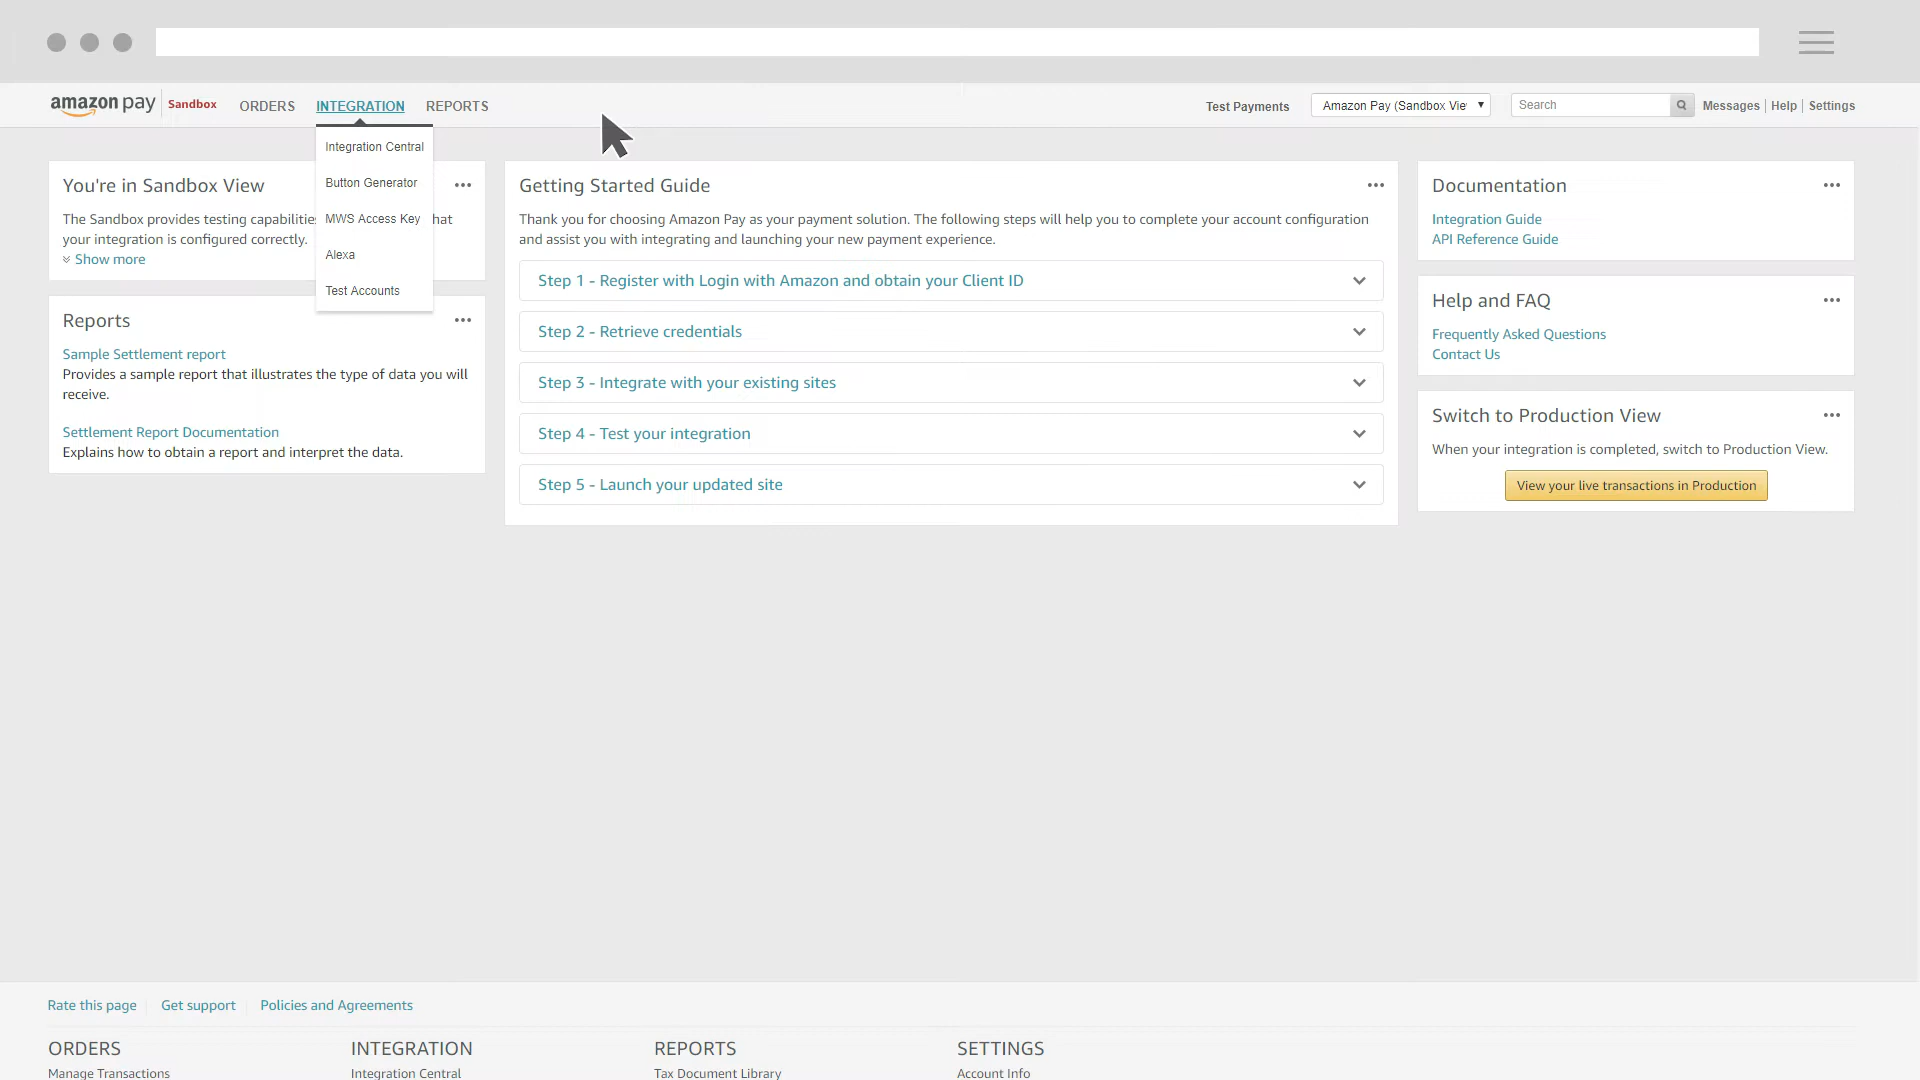 amazon pay Sandbox ORDERS INTEGRATION REPORTS Test Payments Amazon Pay (Sandbox Vie Search Messages Help Settings
Integration Central
Button Generator
MWS Access Key
Alexa
Test Accounts
You're in Sandbox View
The Sandbox provides testing capabilities hat
your integration is configured correctly.
Show more
Reports
Sample Settlement report
Provides a sample report that illustrates the type of data you will
receive.
Settlement Report Documentation
Explains how to obtain a report and interpret the data.
Getting Started Guide
Thank you for choosing Amazon Pay as your payment solution. The following steps will help you to complete your account configuration
and assist you with integrating and launching your new payment experience.
Step 1 - Register with Login with Amazon and obtain your Client ID
Step 2 - Retrieve credentials
Step 3 - Integrate with your existing sites
Step 4 - Test your integration
Step 5 - Launch your updated site
Documentation
Integration Guide
API Reference Guide
Help and FAQ
Frequently Asked Questions
Contact Us
Switch to Production View
When your integration is completed, switch to Production View.
View your live transactions in Production
Rate this page Get support Policies and Agreements
ORDERS INTEGRATION REPORTS SETTINGS
Manage Transactions Integration Central Tax Document Library Account Info